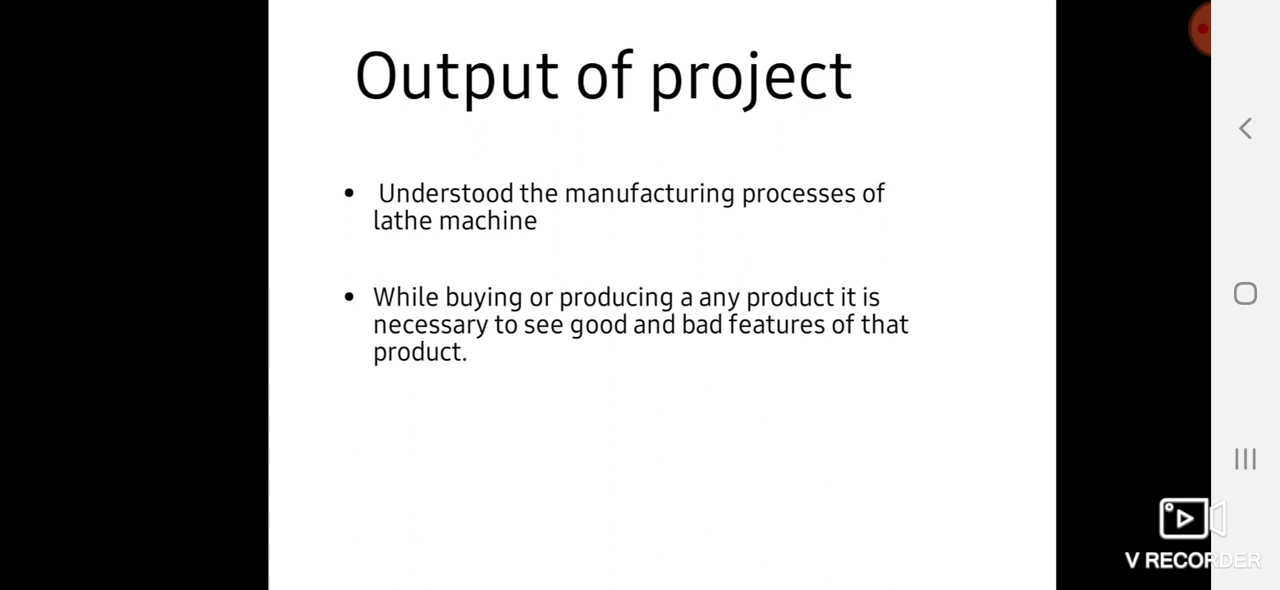 Output of project
• Understood the manufacturing processes of
lathe machine
• While buying or producing a any product it is
necessary to see good and bad features of that
product.
V RECORDER